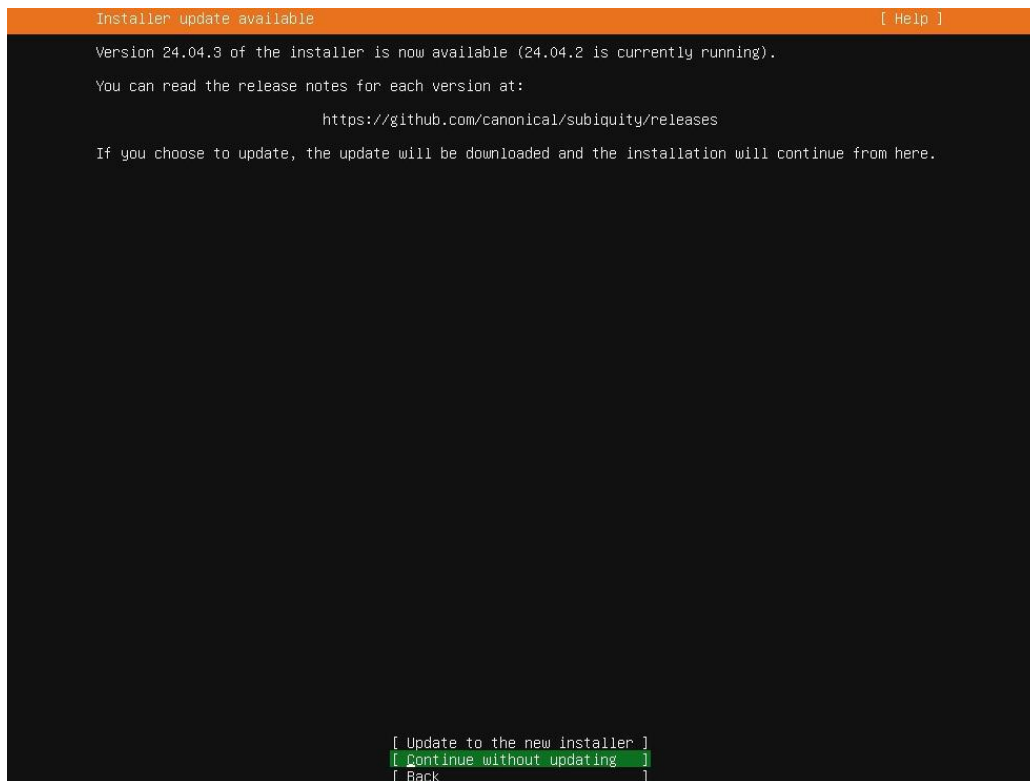 Installer update available [ Help ]
Version 24.04.3 of the installer is now available (24.04.2 is currently running).
You can read the release notes for each version at:
https://github.com/canonical/subiquity/releases
If you choose to update, the update will be downloaded and the installation will continue from here.
[ Update to the new installer ]
[ Continue without updating ]
[ Back ]